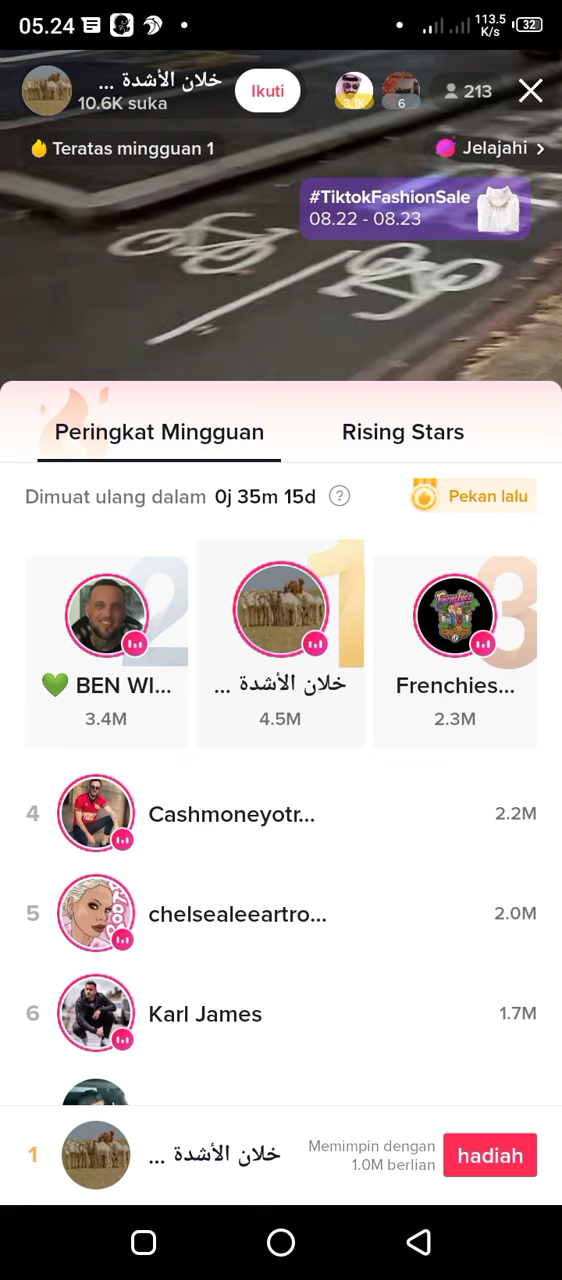 05.24
113.5
K/s
32
خلان الأشدة ...
10.6K suka
Ikuti
3.1K
6
213
Teratas mingguan 1
Jelajahi
#TiktokFashionSale
08.22 - 08.23
Peringkat Mingguan
Rising Stars
Dimuat ulang dalam 0j 35m 15d ?
Pekan lalu
2
1
3
💚 BEN WI...
خلان الأشدة ...
Frenchies...
3.4M
4.5M
2.3M
4
Cashmoneyotr...
2.2M
5
chelsealeeartro...
2.0M
6
Karl James
1.7M
1
خلان الأشدة ...
Memimpin dengan
1.0M berlian
hadiah